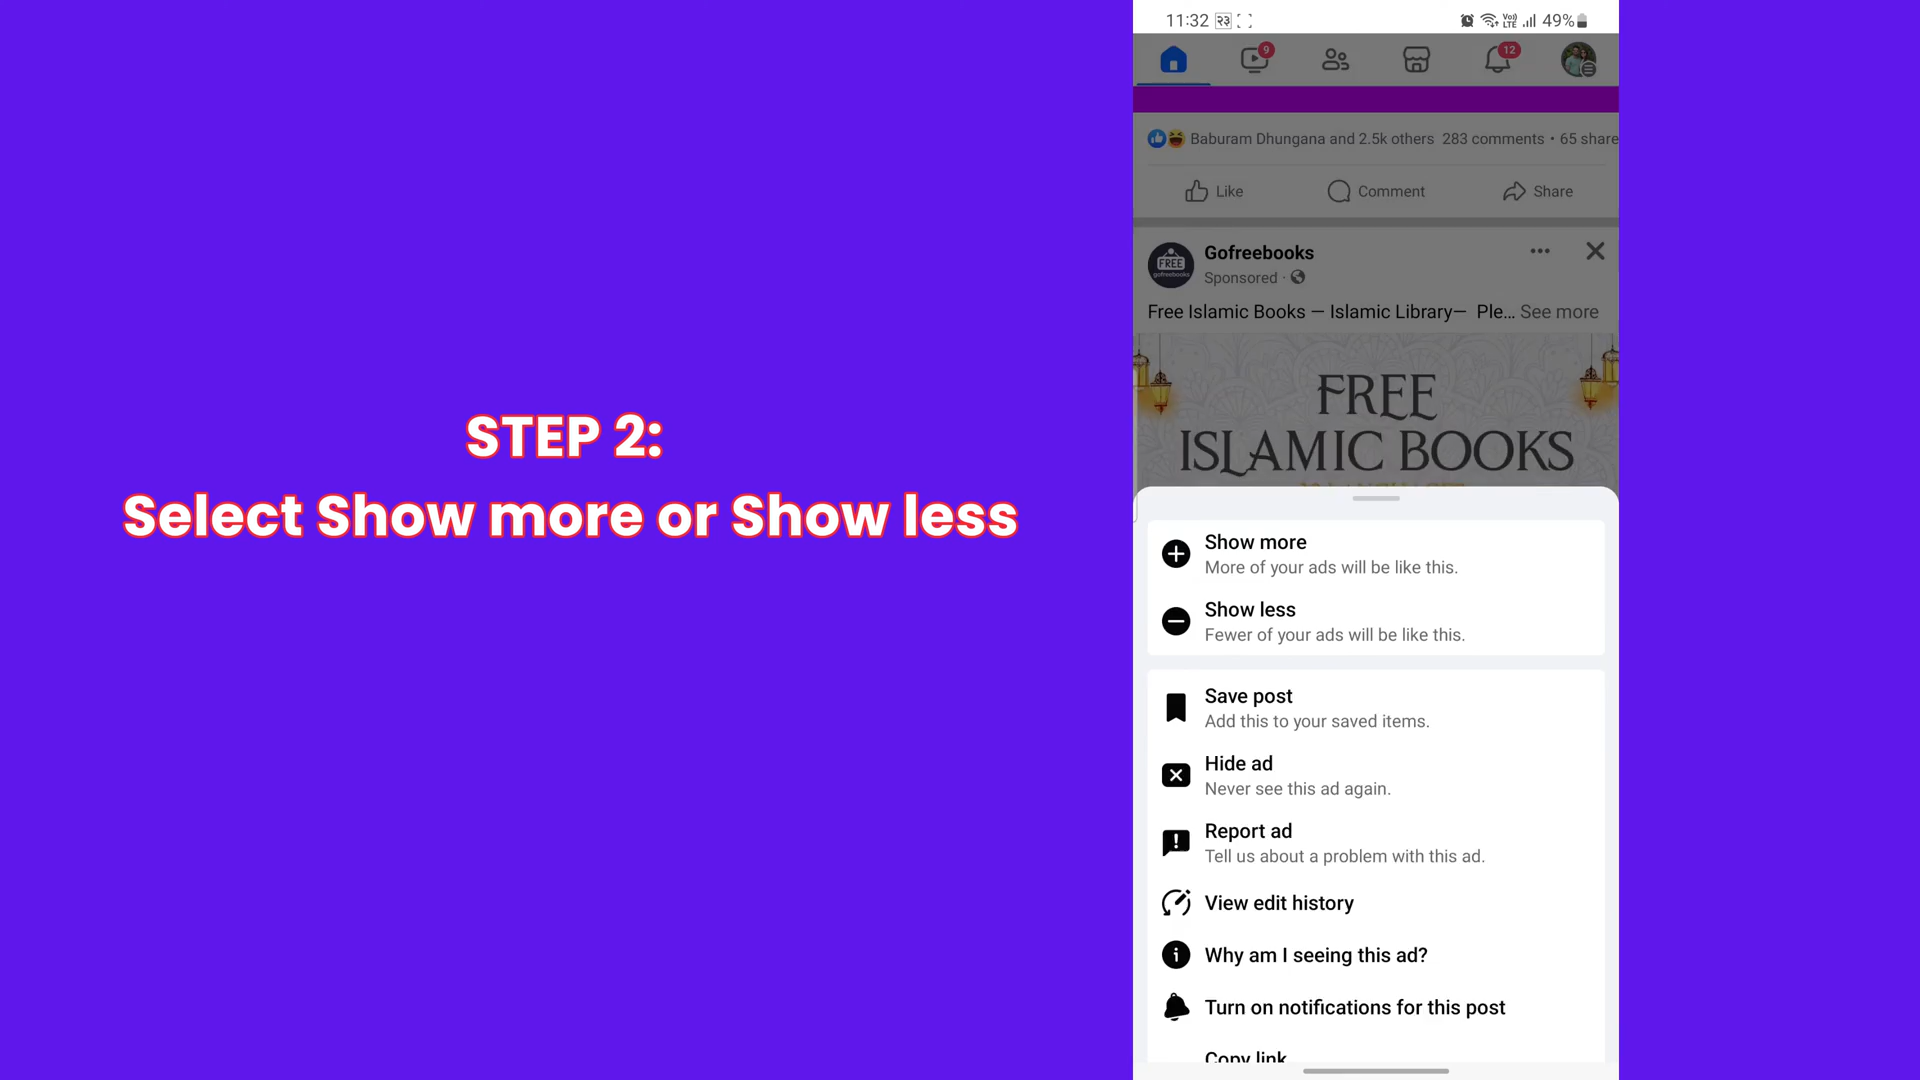 STEP 2:
Select Show more or Show less
11:32 २३
Vo) LTE 49%
9
12
Baburam Dhungana and 2.5k others 283 comments • 65 share
Like Comment Share
FREE
gofreebooks
Gofreebooks
Sponsored ·
Free Islamic Books — Islamic Library— Ple... See more
FREE
ISLAMIC BOOKS
Show more
More of your ads will be like this.
Show less
Fewer of your ads will be like this.
Save post
Add this to your saved items.
Hide ad
Never see this ad again.
Report ad
Tell us about a problem with this ad.
View edit history
Why am I seeing this ad?
Turn on notifications for this post
Copy link